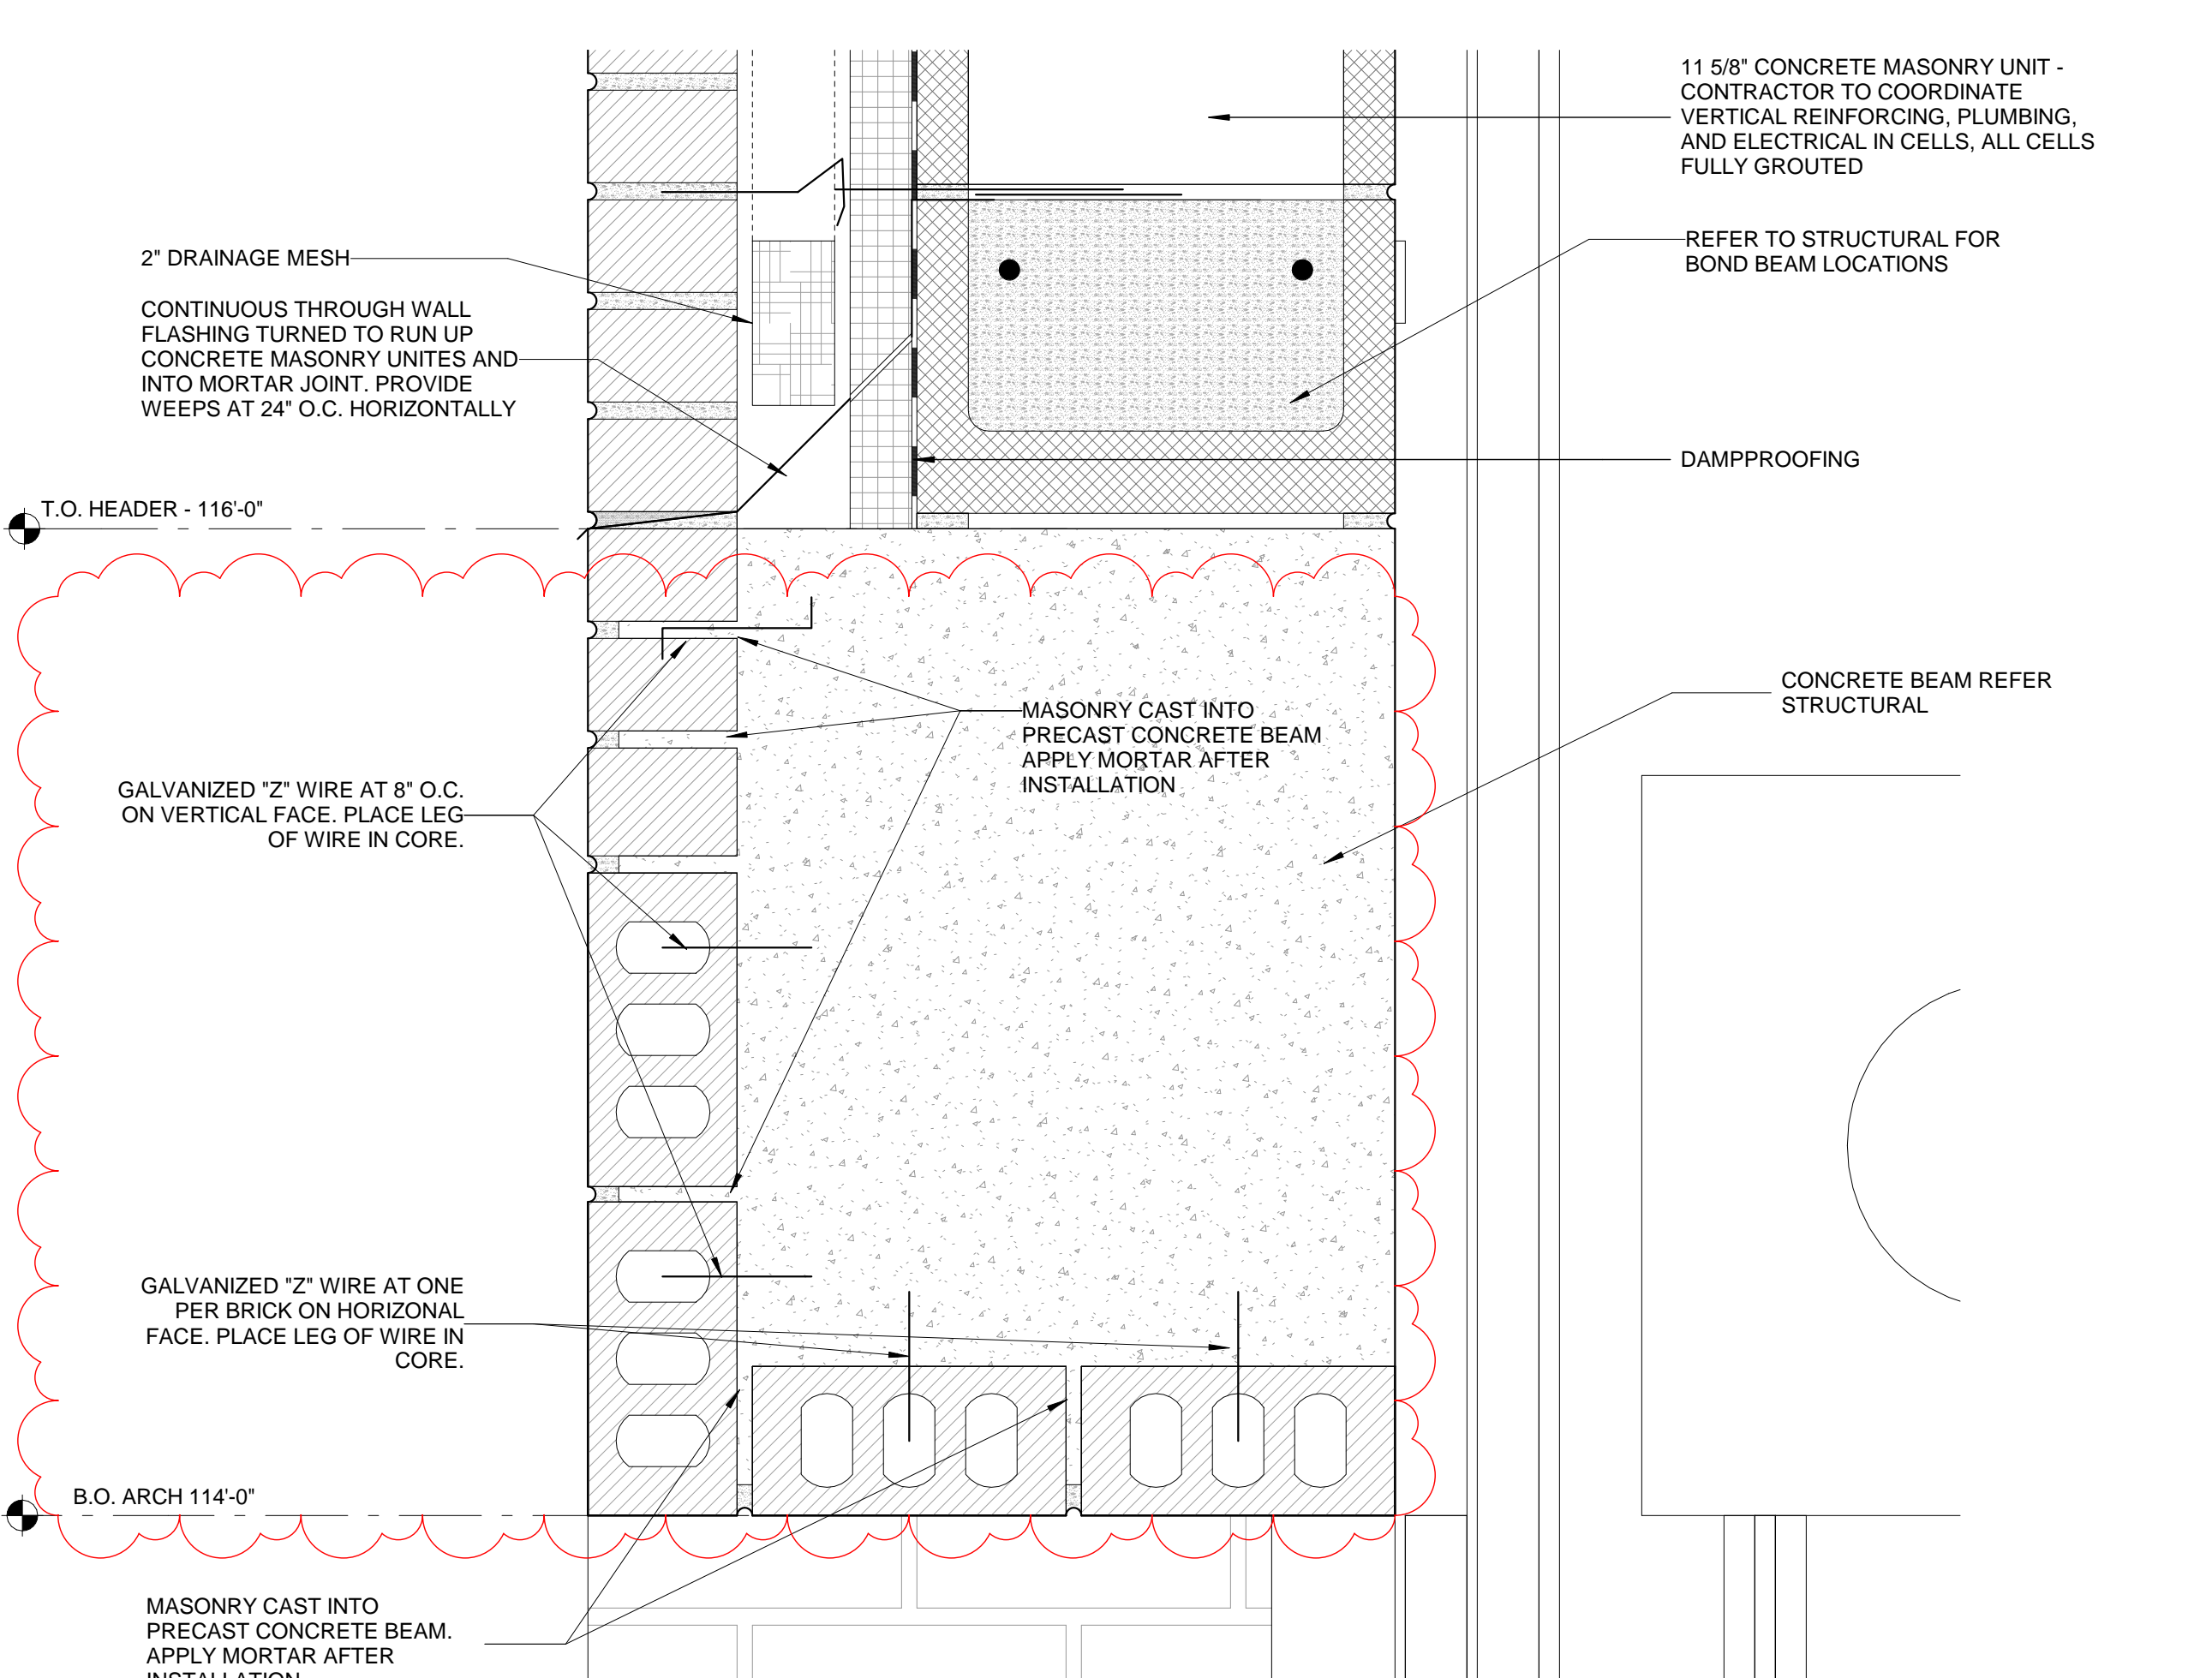 11 5/8" CONCRETE MASONRY UNIT -
CONTRACTOR TO COORDINATE
VERTICAL REINFORCING, PLUMBING,
AND ELECTRICAL IN CELLS, ALL CELLS
FULLY GROUTED
REFER TO STRUCTURAL FOR
BOND BEAM LOCATIONS
2" DRAINAGE MESH
CONTINUOUS THROUGH WALL
FLASHING TURNED TO RUN UP
CONCRETE MASONRY UNITES AND
INTO MORTAR JOINT. PROVIDE
WEEPS AT 24" O.C. HORIZONTALLY
DAMPPROOFING
T.O. HEADER - 116'-0"
CONCRETE BEAM REFER
STRUCTURAL
MASONRY CAST INTO
PRECAST CONCRETE BEAM
APPLY MORTAR AFTER
INSTALLATION
GALVANIZED "Z" WIRE AT 8" O.C.
ON VERTICAL FACE. PLACE LEG
OF WIRE IN CORE.
GALVANIZED "Z" WIRE AT ONE
PER BRICK ON HORIZONAL
FACE. PLACE LEG OF WIRE IN
CORE.
B.O. ARCH 114'-0"
MASONRY CAST INTO
PRECAST CONCRETE BEAM.
APPLY MORTAR AFTER
INSTALLATION